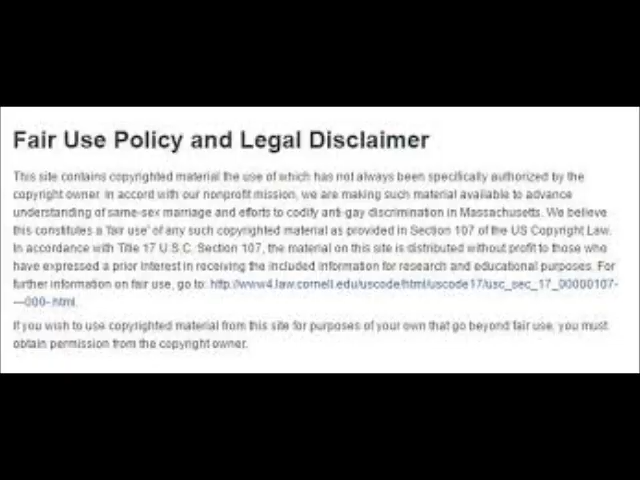 Fair Use Policy and Legal Disclaimer
This site contains copyrighted material the use of which has not always been specifically authorized by the
copyright owner. In accord with our nonprofit mission, we are making such material available to advance
understanding of same-sex marriage and efforts to codify anti-gay discrimination in Massachusetts. We believe
this constitutes a 'fair use' of any such copyrighted material as provided in Section 107 of the US Copyright Law.
In accordance with Title 17 U.S.C. Section 107, the material on this site is distributed without profit to those who
have expressed a prior interest in receiving the included information for research and educational purposes. For
further information on fair use, go to: http://www4.law.cornell.edu/uscode/html/uscode17/usc_sec_17_00000107-
---000-.html.
If you wish to use copyrighted material from this site for purposes of your own that go beyond fair use, you must
obtain permission from the copyright owner.